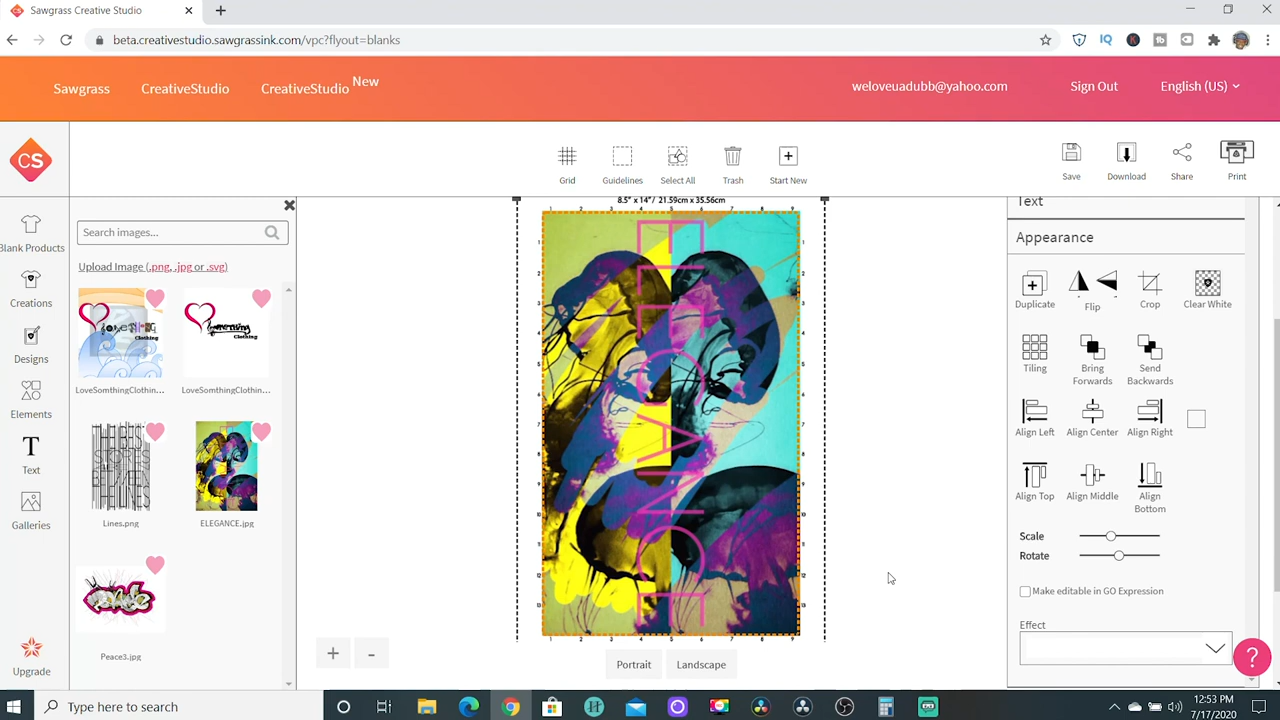 Sawgrass Creative Studio
beta.creativestudio.sawgrassink.com/vpc?flyout=blanks
Sawgrass
CreativeStudio
CreativeStudio New
weloveuadubb@yahoo.com
Sign Out
English (US)
CS
Grid
Guidelines
Select All
Trash
Start New
Save
Download
Share
Print
Blank Products
Creations
Designs
Elements
Text
Galleries
Upgrade
Search images...
Upload Image (.png, .jpg or .svg)
LoveSomthingClothin...
LoveSomthingClothin...
Lines.png
ELEGANCE.jpg
Peace3.jpg
8.5" x 14"/ 21.59cm x 35.56cm
ELEGANCE
+
-
Portrait
Landscape
Text
Appearance
Duplicate
Flip
Crop
Clear White
Tiling
Bring Forwards
Send Backwards
Align Left
Align Center
Align Right
Align Top
Align Middle
Align Bottom
Scale
Rotate
Make editable in GO Expression
Effect
?
Type here to search
12:53 PM
7/17/2020